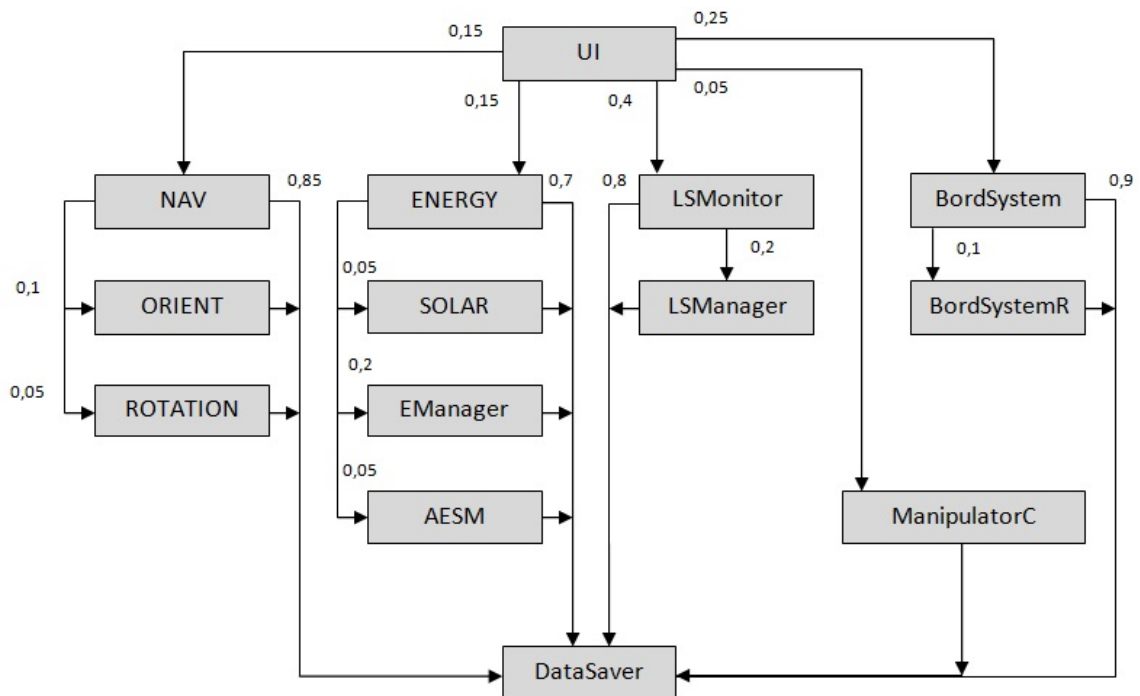 0,25
0,15
UI
0,15
0,4
0,05
NAV
0,85
ENERGY
0,7
0,8
LSMonitor
BordSystem
0,9
0,2
0,1
0,05
0,1
ORIENT
SOLAR
LSManager
BordSystemR
0,2
0,05
ROTATION
EManager
0,05
AESM
ManipulatorC
DataSaver